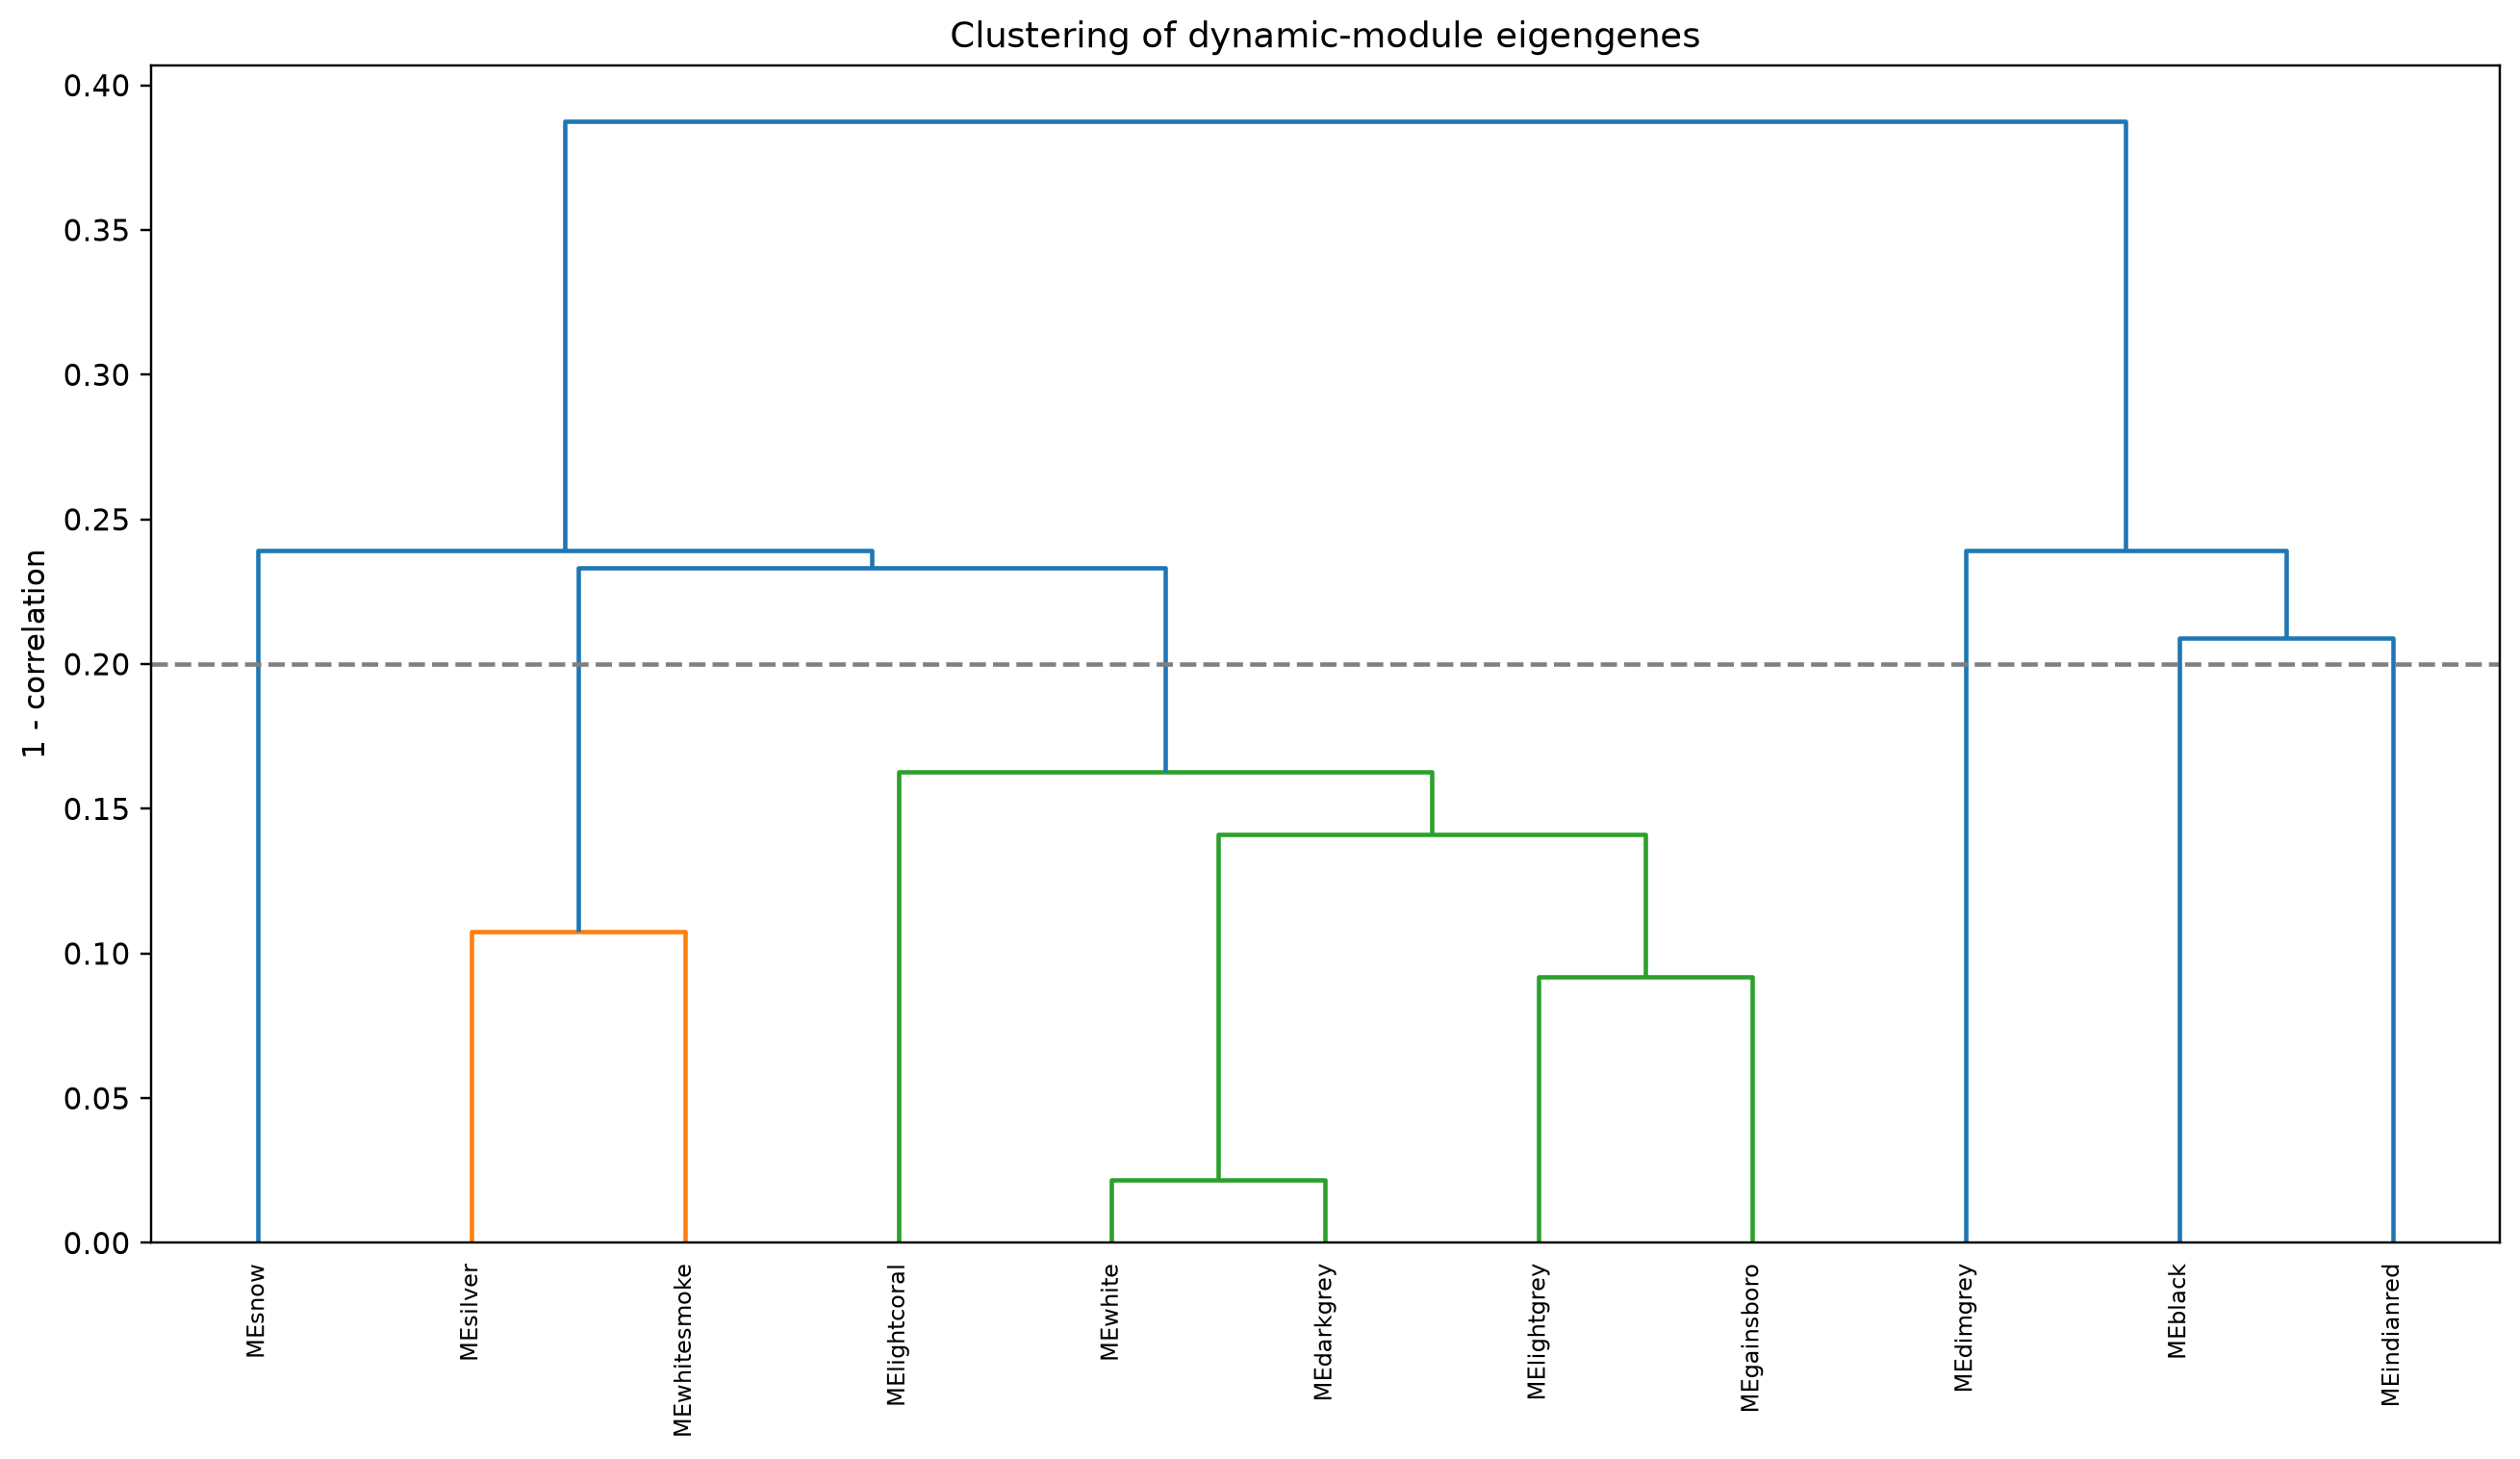 Clustering of dynamic-module eigengenes
0.40
0.35
0.30
0.25
0.20
0.15
0.10
0.05
0.00
1 - correlation
MEsnow
MEsilver
MEwhitesmoke
MElightcoral
MEwhite
MEdarkgrey
MElightgrey
MEgainsboro
MEdimgrey
MEblack
MEindianred